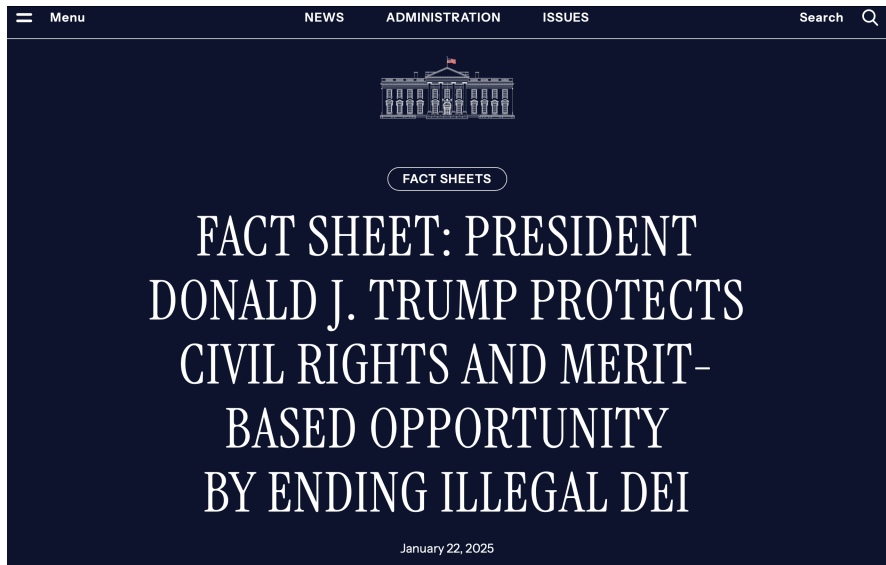 Menu
NEWS
ADMINISTRATION
ISSUES
Search
FACT SHEETS
FACT SHEET: PRESIDENT
DONALD J. TRUMP PROTECTS
CIVIL RIGHTS AND MERIT-
BASED OPPORTUNITY
BY ENDING ILLEGAL DEI
January 22, 2025